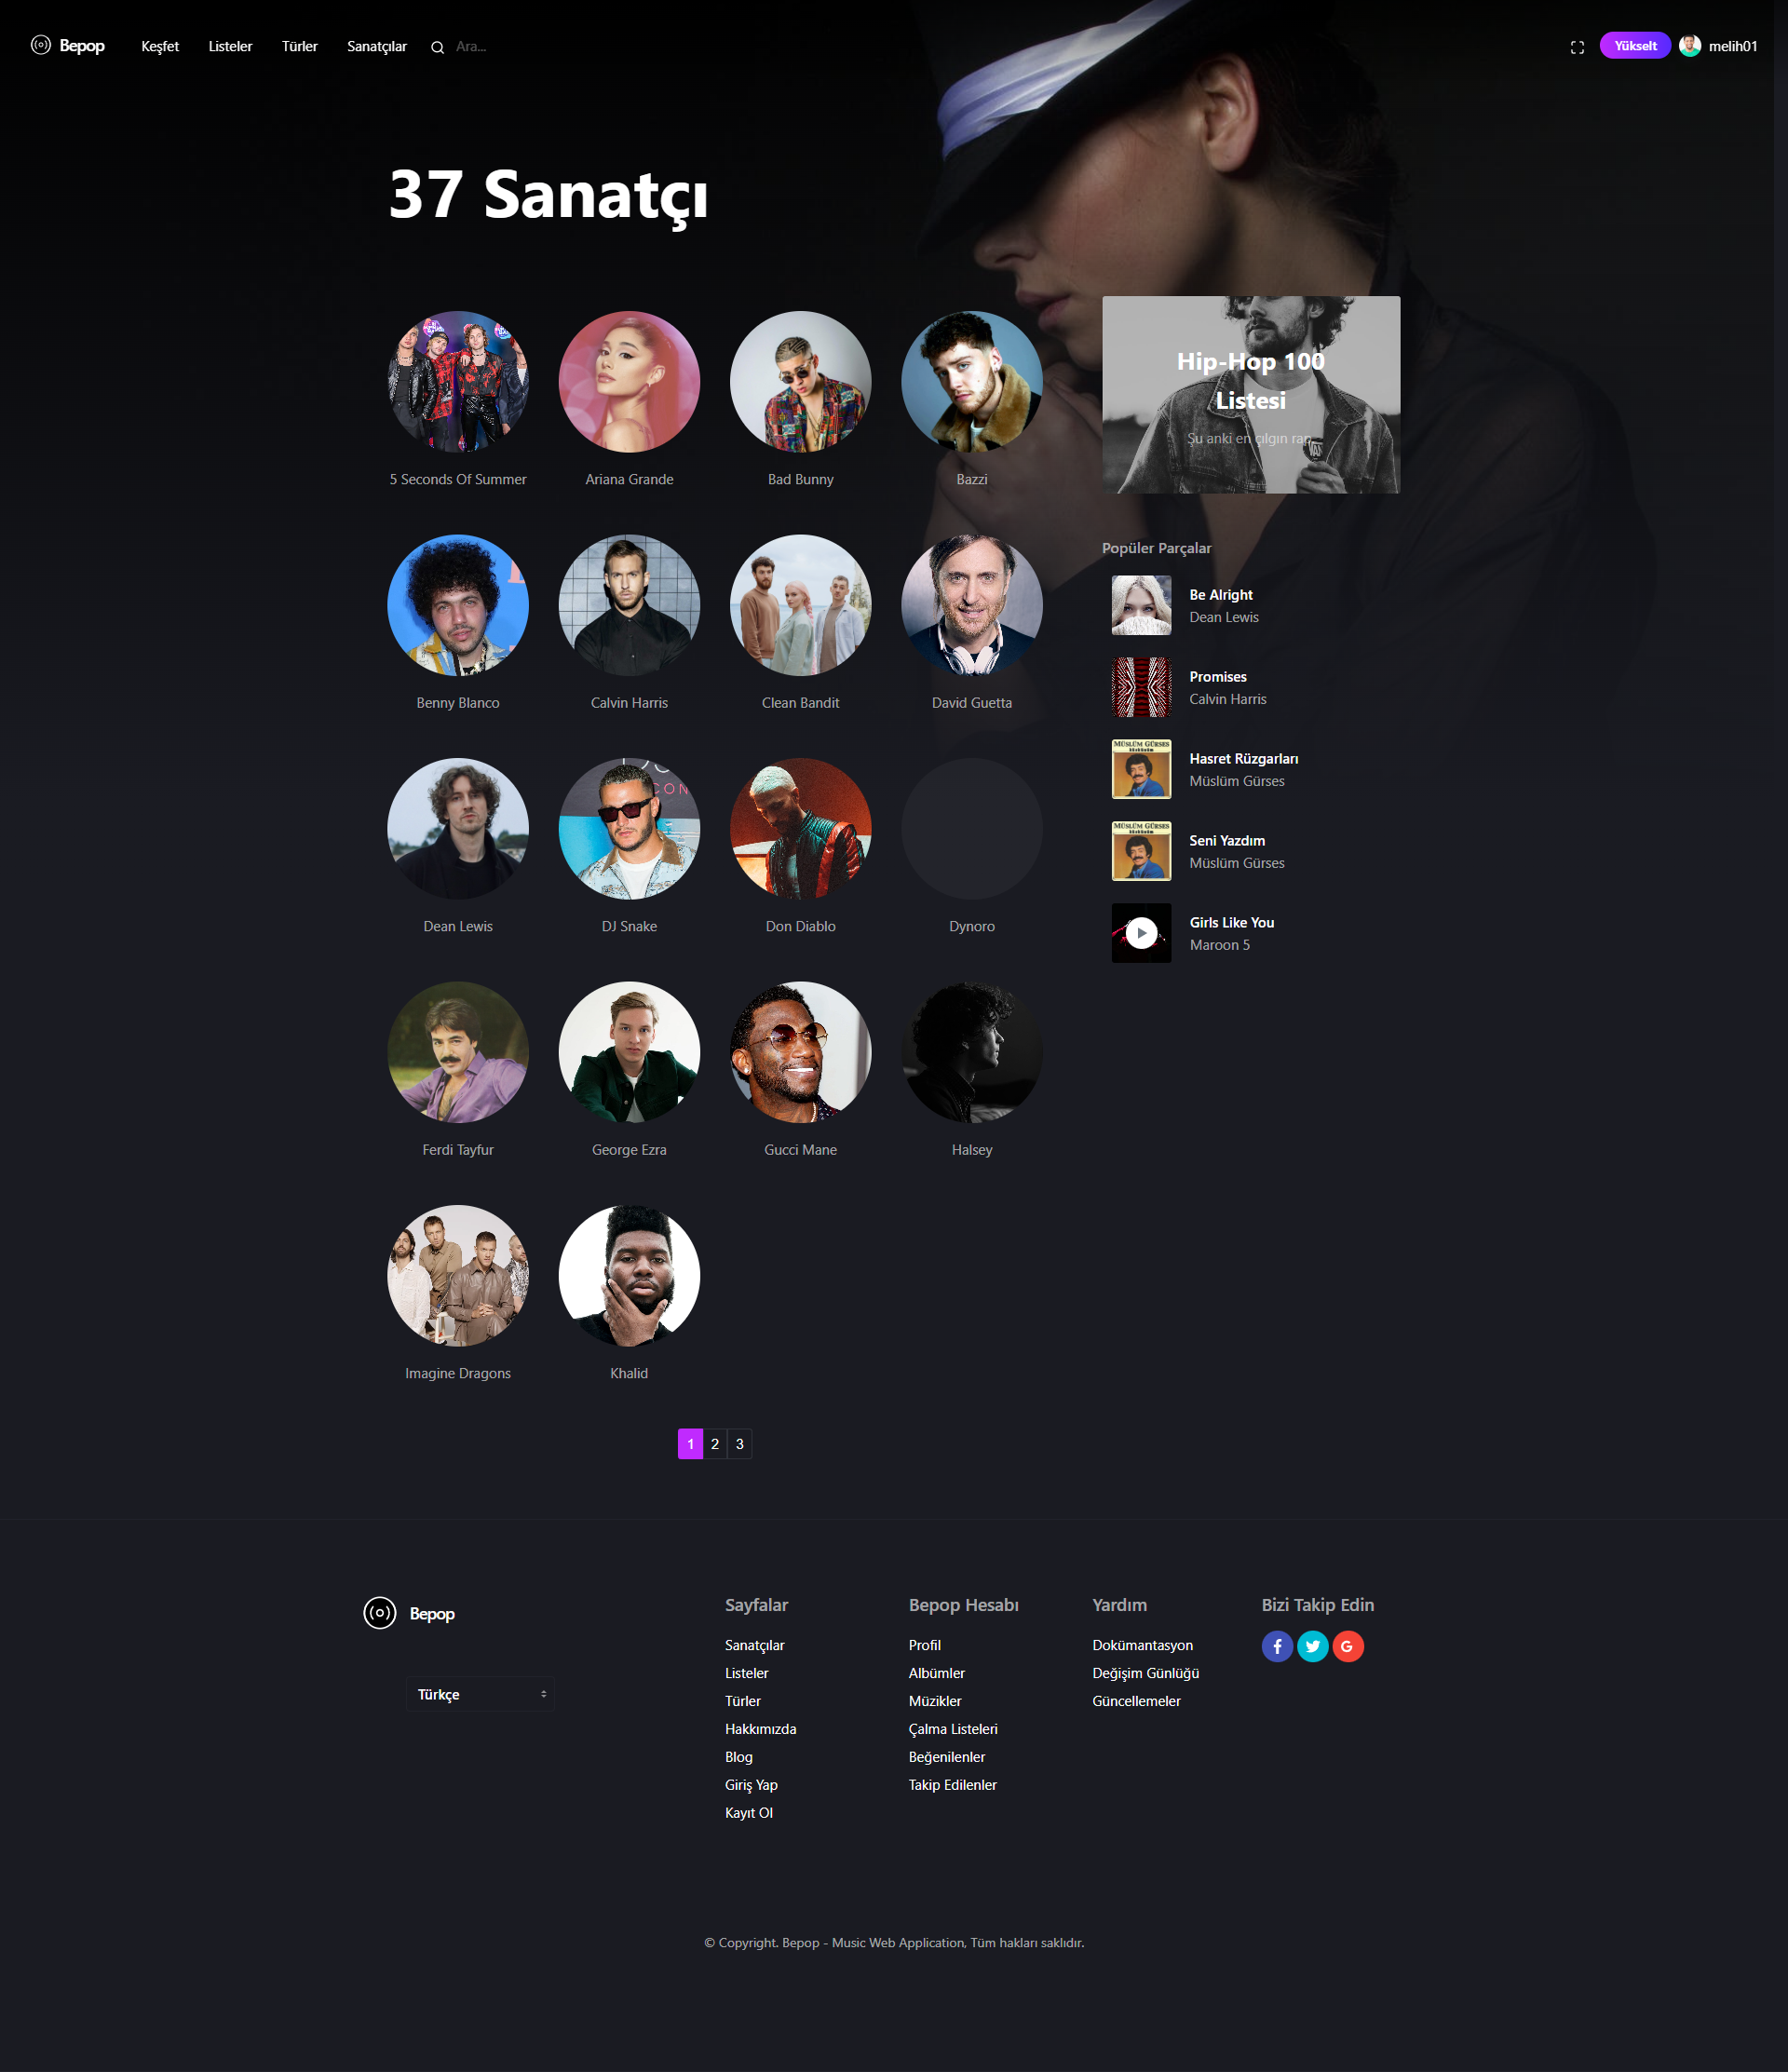 Bepop
Keşfet
Listeler
Türler
Sanatçılar
Ara...
Yükselt
melih01
37 Sanatçı
5 Seconds Of Summer
Ariana Grande
Bad Bunny
Bazzi
Benny Blanco
Calvin Harris
Clean Bandit
David Guetta
Dean Lewis
DJ Snake
Don Diablo
Dynoro
Ferdi Tayfur
George Ezra
Gucci Mane
Halsey
Imagine Dragons
Khalid
1 2 3
Hip-Hop 100
Listesi
Şu anki en çılgın rap.
Popüler Parçalar
Be Alright
Dean Lewis
Promises
Calvin Harris
MÜSLÜM GÜRSES
Hasret Rüzgarları
Müslüm Gürses
MÜSLÜM GÜRSES
Seni Yazdım
Müslüm Gürses
Girls Like You
Maroon 5
Bepop
Türkçe
Sayfalar
Sanatçılar
Listeler
Türler
Hakkımızda
Blog
Giriş Yap
Kayıt Ol
Bepop Hesabı
Profil
Albümler
Müzikler
Çalma Listeleri
Beğenilenler
Takip Edilenler
Yardım
Dokümantasyon
Değişim Günlüğü
Güncellemeler
Bizi Takip Edin
© Copyright. Bepop - Music Web Application, Tüm hakları saklıdır.